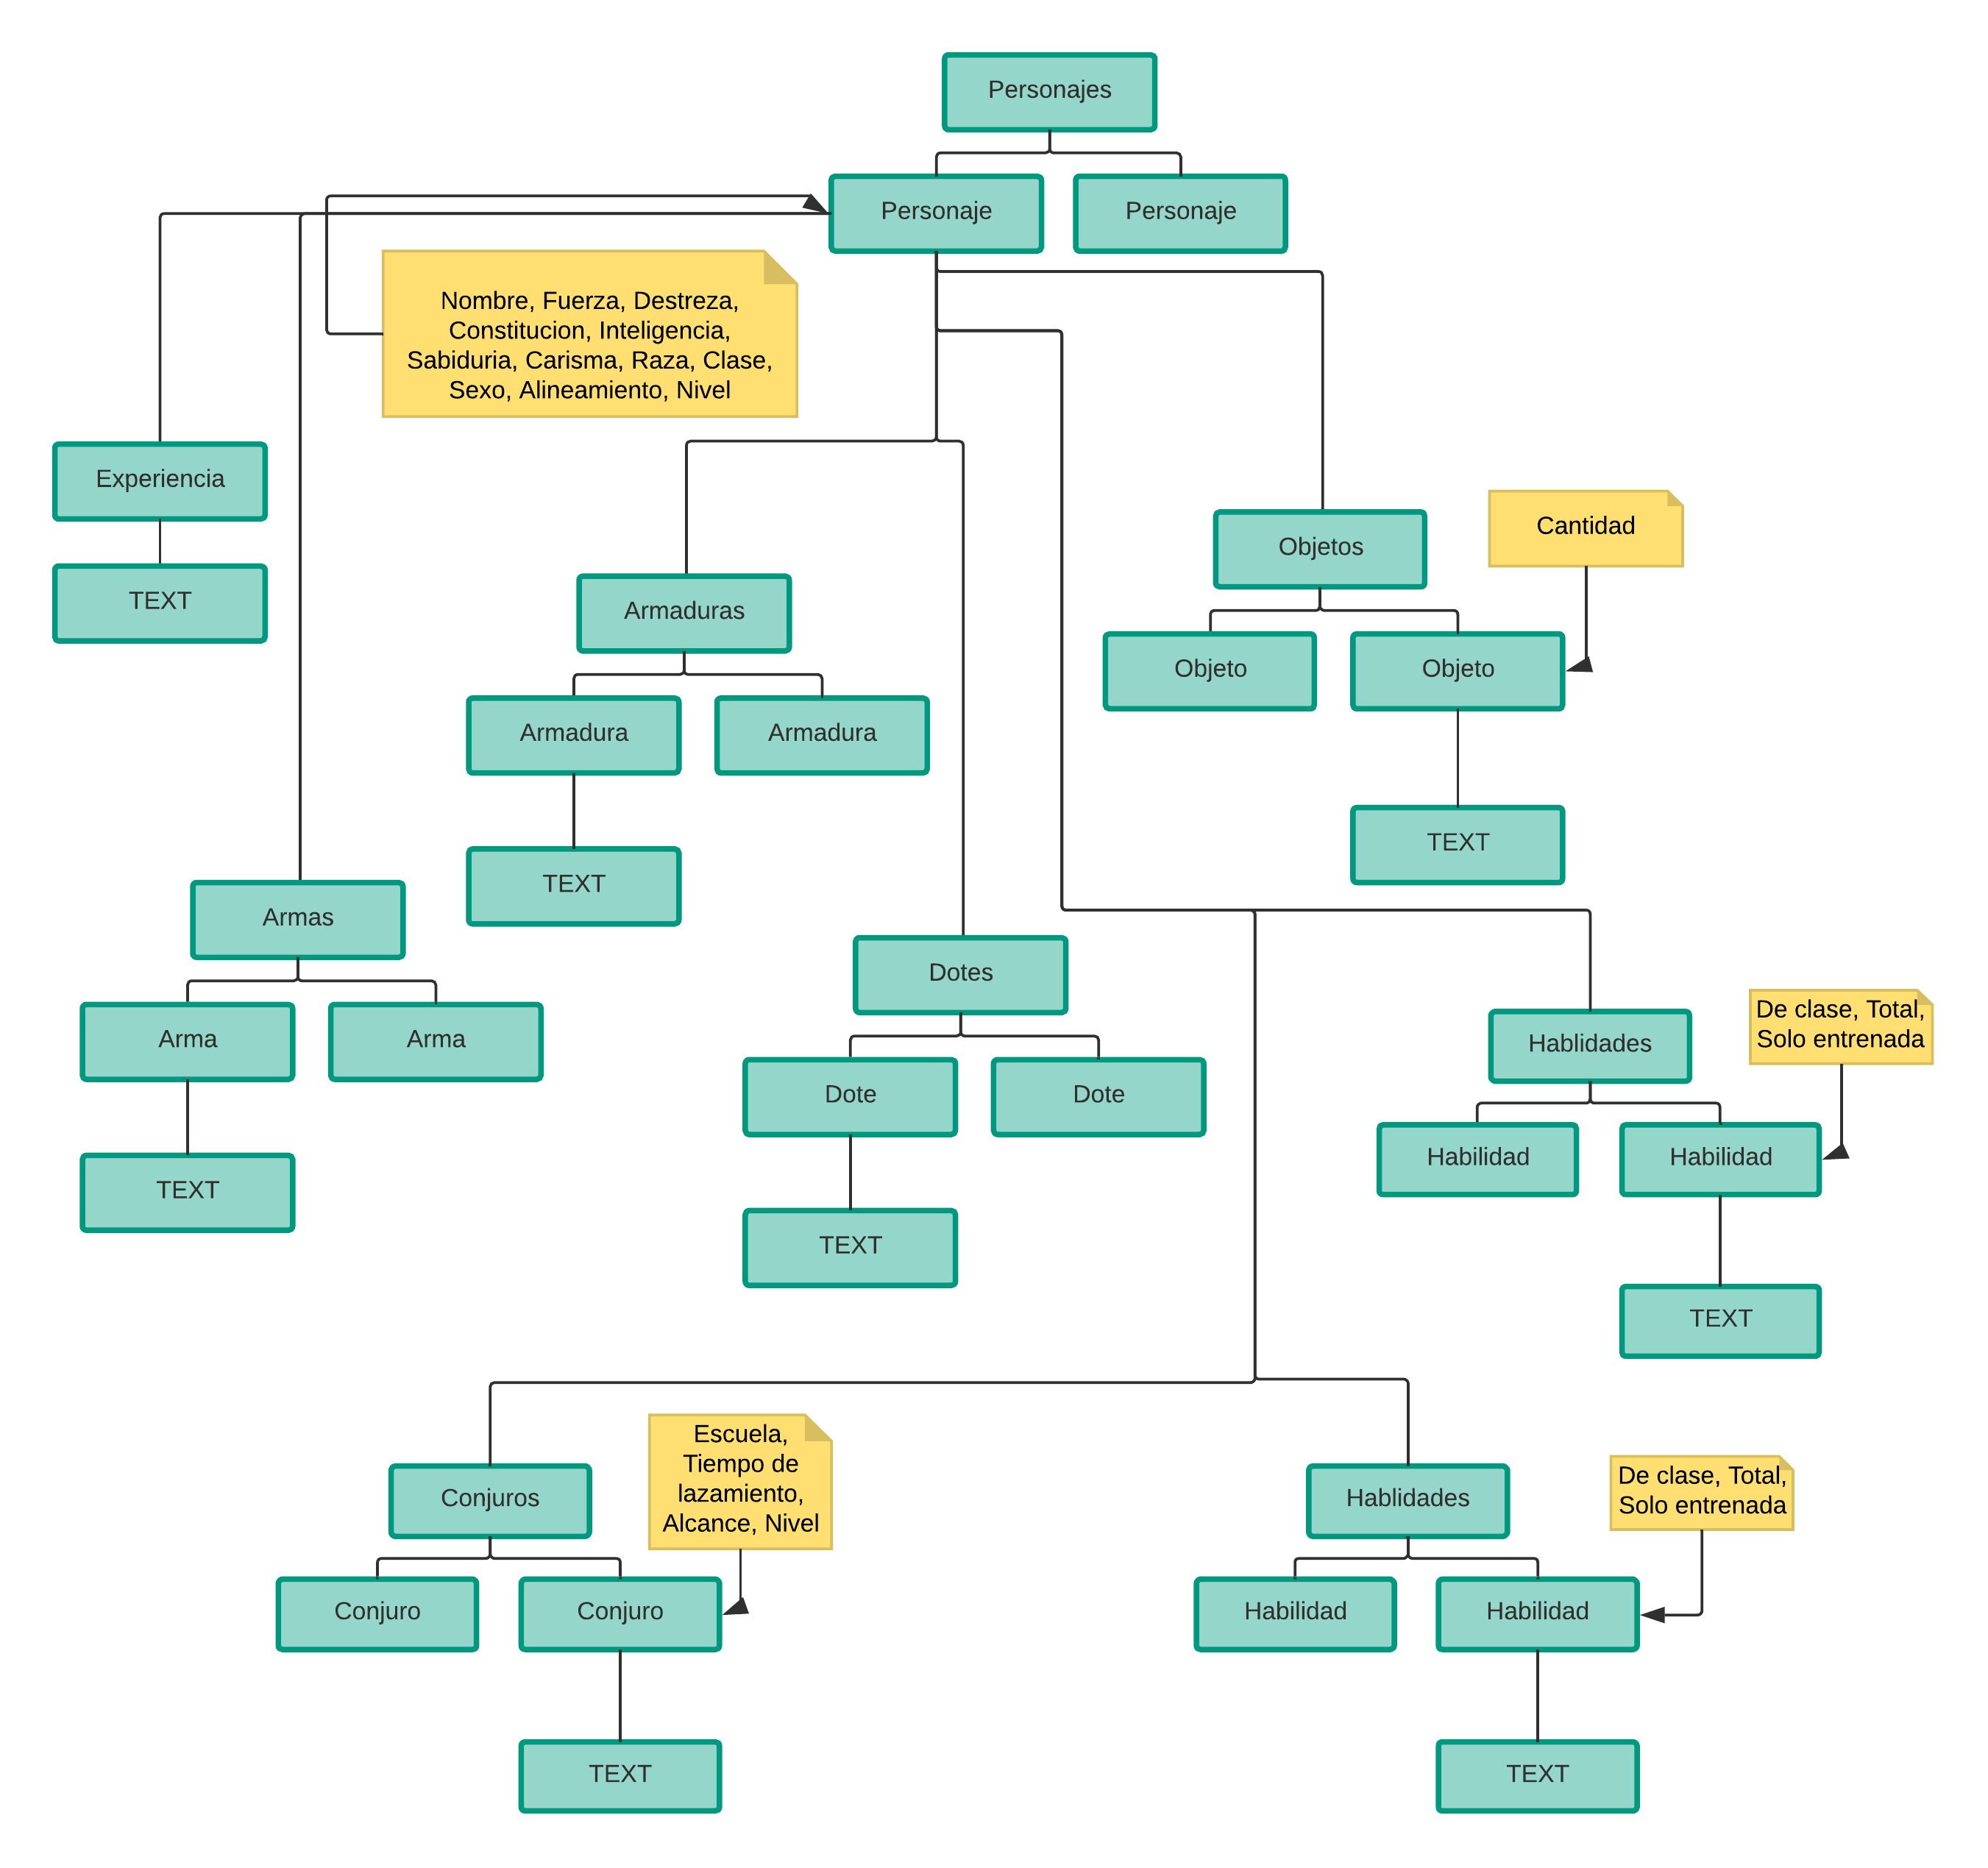 Personajes
Personaje
Personaje
Nombre, Fuerza, Destreza,
Constitucion, Inteligencia,
Sabiduria, Carisma, Raza, Clase,
Sexo, Alineamiento, Nivel
Experiencia
TEXT
Cantidad
Objetos
Objeto
Objeto
TEXT
Armaduras
Armadura
Armadura
TEXT
Armas
Arma
Arma
TEXT
Dotes
Dote
Dote
TEXT
De clase, Total,
Solo entrenada
Hablidades
Habilidad
Habilidad
TEXT
Escuela,
Tiempo de
lazamiento,
Alcance, Nivel
Conjuros
Conjuro
Conjuro
TEXT
De clase, Total,
Solo entrenada
Hablidades
Habilidad
Habilidad
TEXT